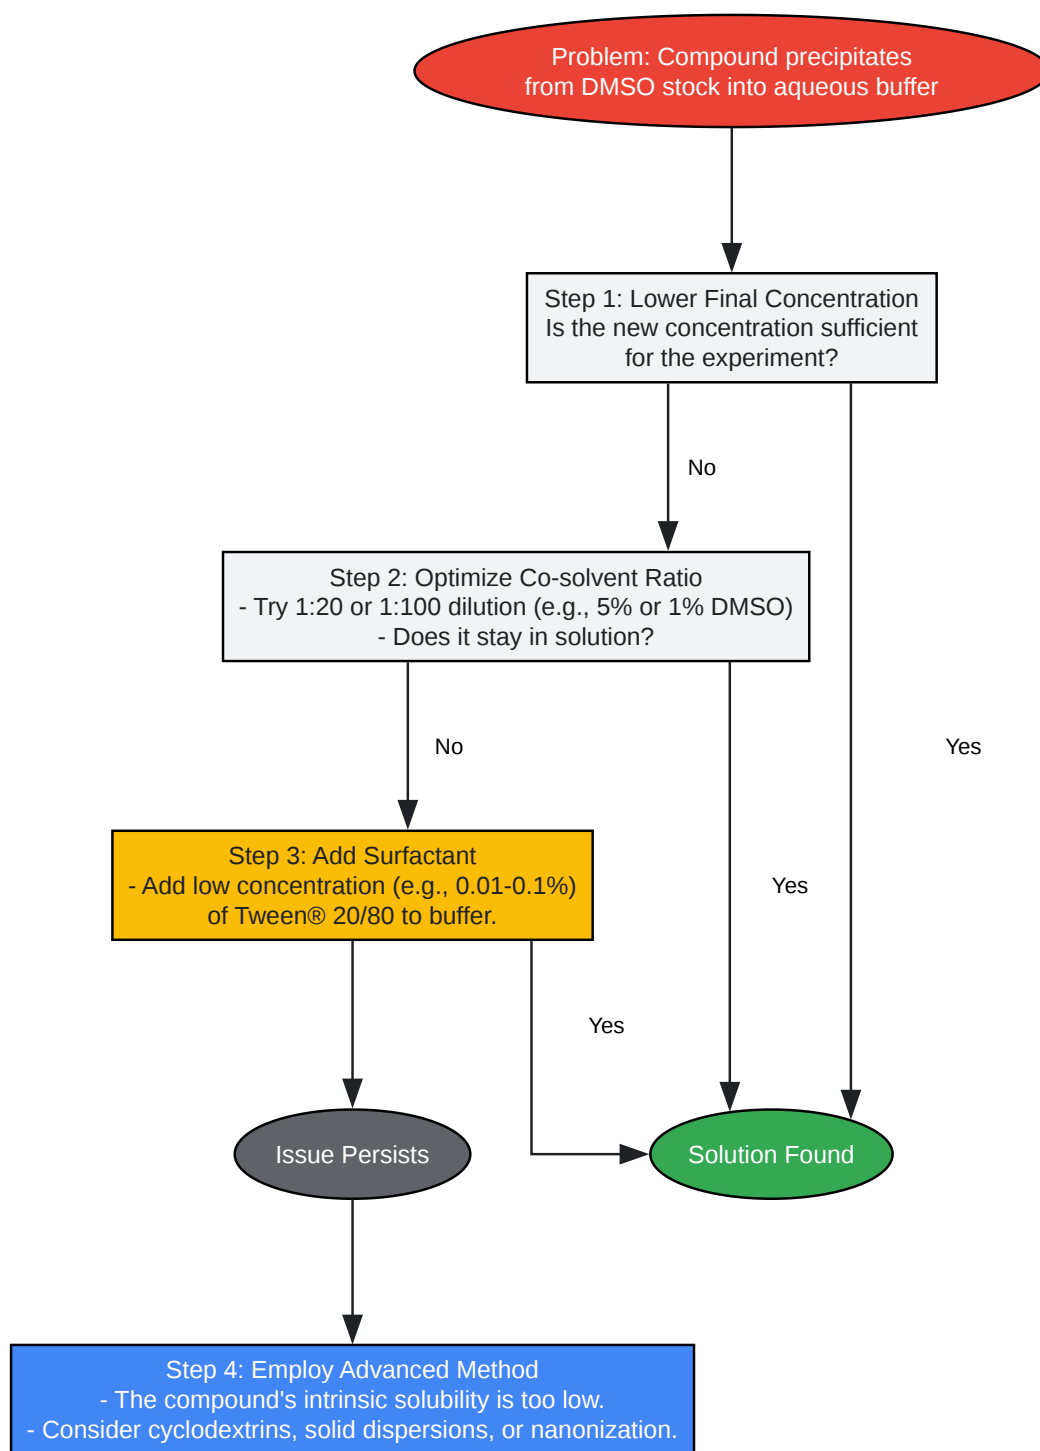 Problem: Compound precipitates
from DMSO stock into aqueous buffer
Step 1: Lower Final Concentration
Is the new concentration sufficient
for the experiment?
No
Step 2: Optimize Co-solvent Ratio
- Try 1:20 or 1:100 dilution (e.g., 5% or 1% DMSO)
- Does it stay in solution?
No
Yes
Step 3: Add Surfactant
- Add low concentration (e.g., 0.01-0.1%)
of Tween® 20/80 to buffer.
Yes
Yes
Issue Persists
Solution Found
Step 4: Employ Advanced Method
- The compound's intrinsic solubility is too low.
- Consider cyclodextrins, solid dispersions, or nanonization.